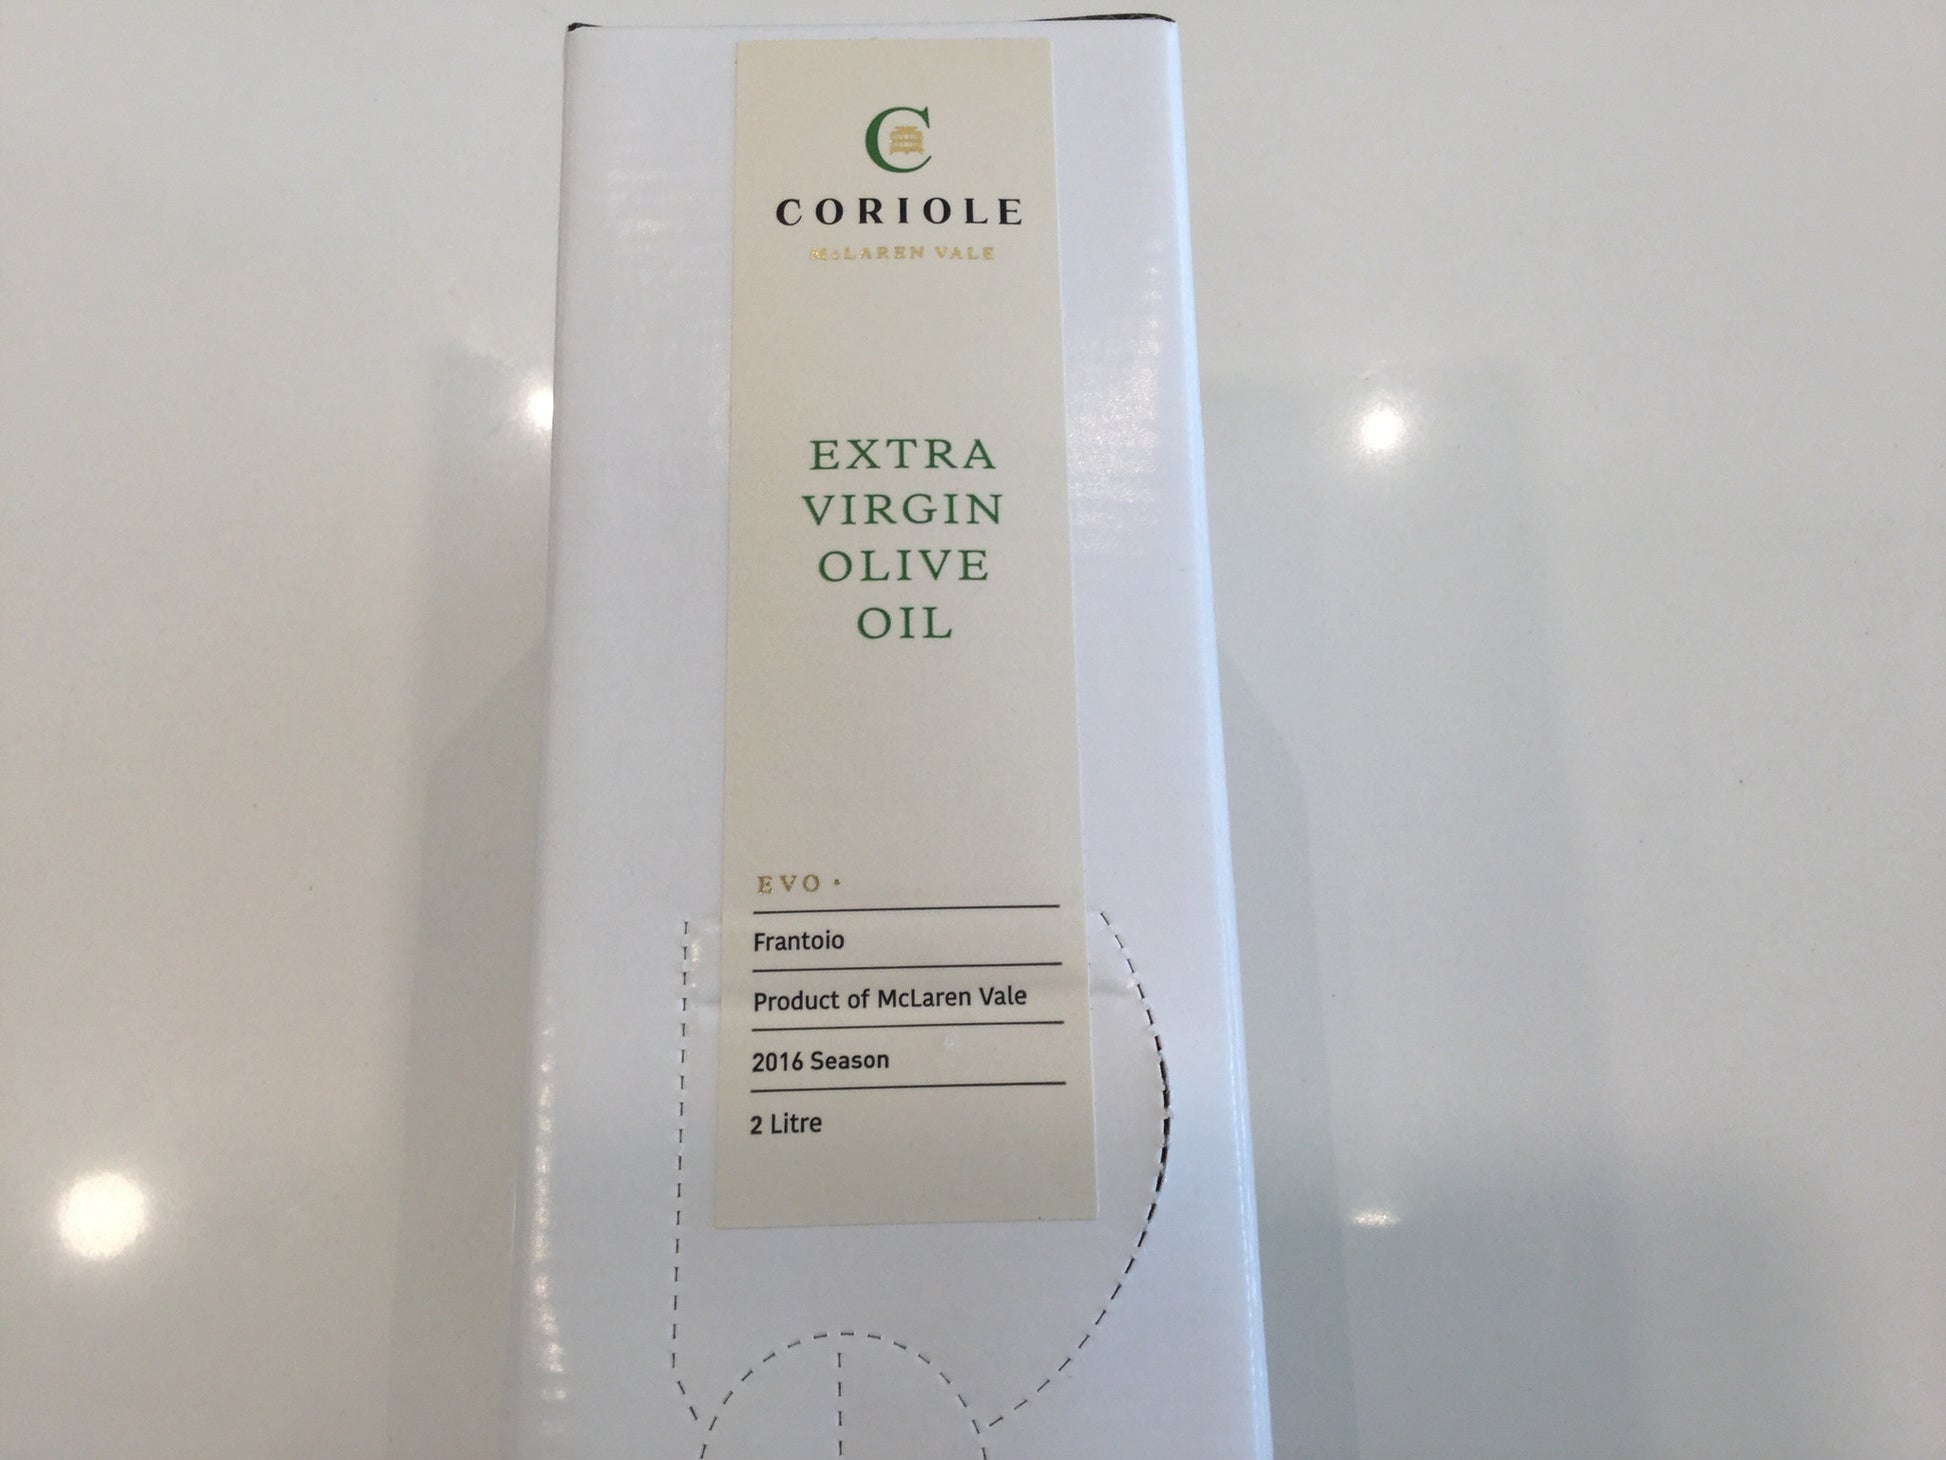 C
CORIOLE
McLAREN VALE
EXTRA
VIRGIN
OLIVE
OIL
EVO •
Frantoio
Product of McLaren Vale
2016 Season
2 Litre